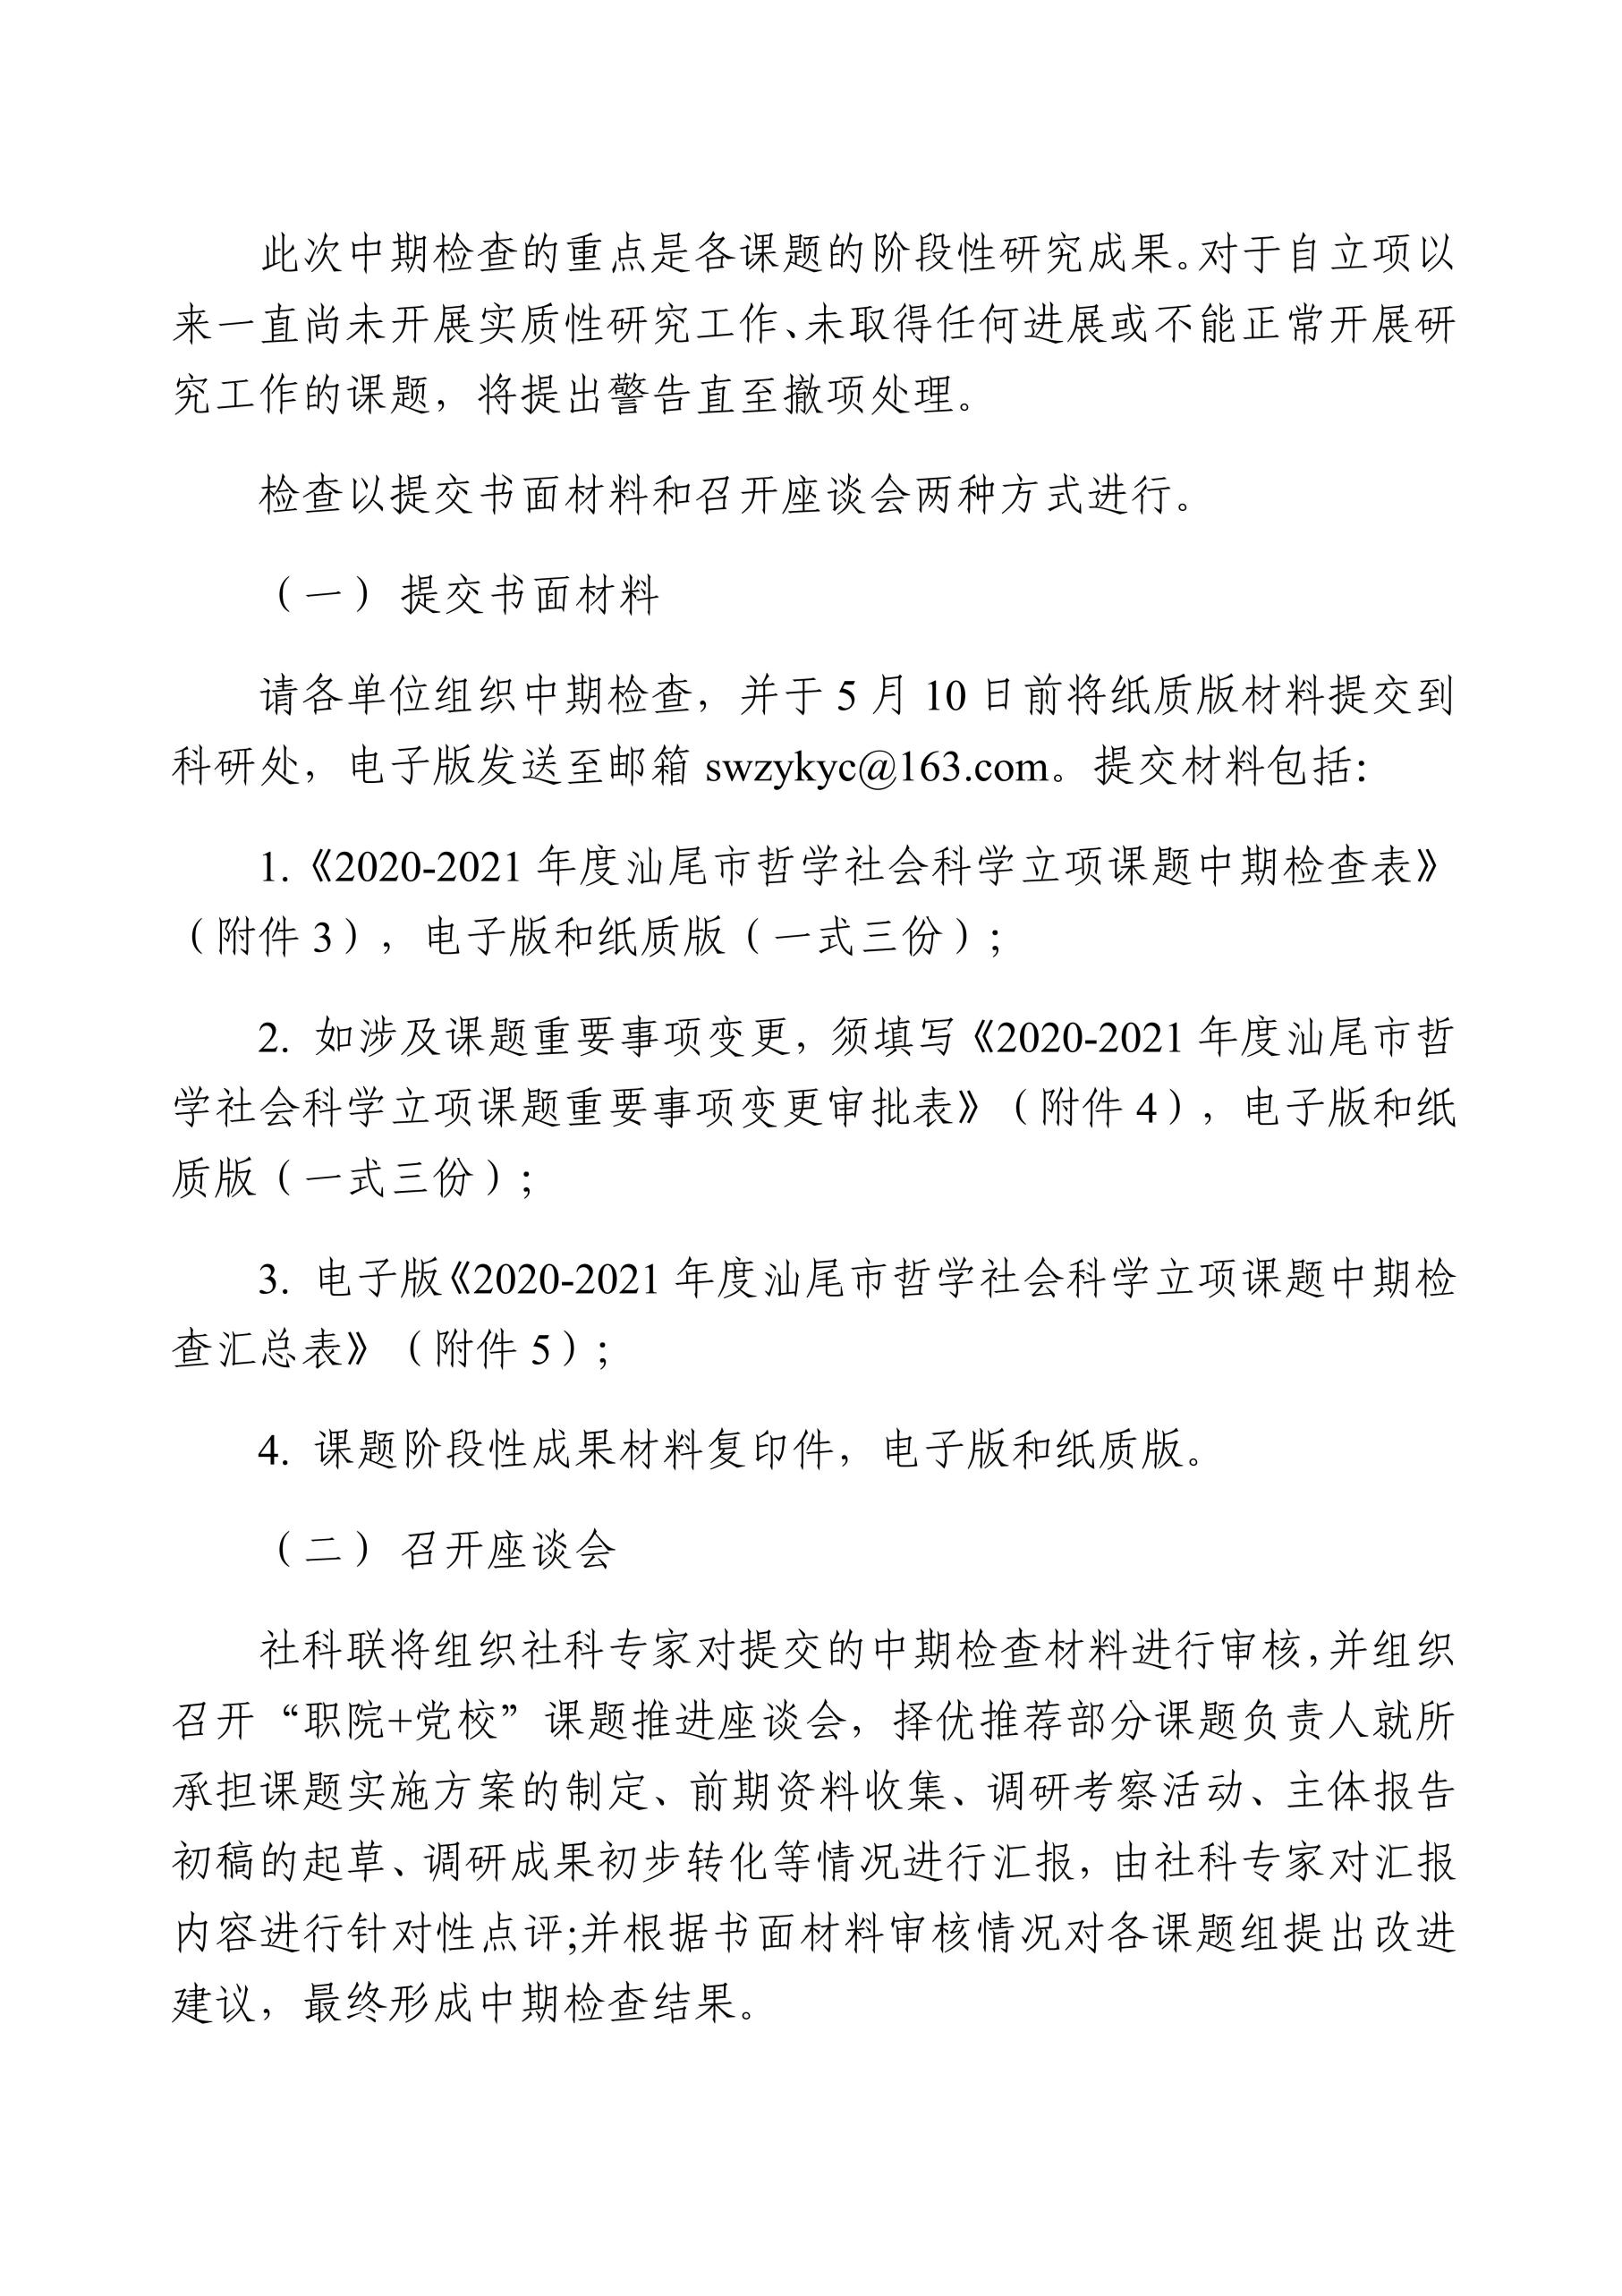 此次中期检查的重点是各课题的阶段性研究成果。对于自立项以
来一直尚未开展实质性研究工作、未取得任何进展或不能正常开展研
究工作的课题，将提出警告直至撤项处理。
检查以提交书面材料和召开座谈会两种方式进行。
（一） 提交书面材料
请各单位组织中期检查，并于 5 月 10 日前将纸质版材料提交到
科研处，电子版发送至邮箱 swzykyc@163.com。提交材料包括:
1.《2020-2021 年度汕尾市哲学社会科学立项课题中期检查表》
（附件 3），电子版和纸质版（一式三份）;
2. 如涉及课题重要事项变更，须填写《2020-2021 年度汕尾市哲
学社会科学立项课题重要事项变更审批表》（附件 4），电子版和纸
质版（一式三份）;
3. 电子版《2020-2021 年度汕尾市哲学社会科学立项课题中期检
查汇总表》（附件 5）;
4. 课题阶段性成果材料复印件，电子版和纸质版。
（二） 召开座谈会
社科联将组织社科专家对提交的中期检查材料进行审核,并组织
召开“职院+党校”课题推进座谈会，择优推荐部分课题负责人就所
承担课题实施方案的制定、前期资料收集、调研考察活动、主体报告
初稿的起草、调研成果初步转化等情况进行汇报，由社科专家对汇报
内容进行针对性点评;并根据书面材料审核情况对各课题组提出改进
建议，最终形成中期检查结果。